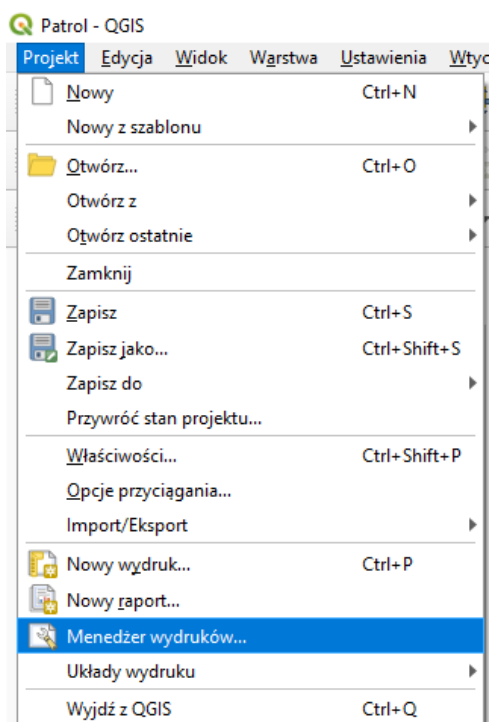 Patrol - QGIS
Projekt Edycja Widok Warstwa Ustawienia Wtyc
Nowy Ctrl+N
Nowy z szablonu
Otwórz... Ctrl+O
Otwórz z
Otwórz ostatnie
Zamknij
Zapisz Ctrl+S
Zapisz jako... Ctrl+Shift+S
Zapisz do
Przywróć stan projektu...
Właściwości... Ctrl+Shift+P
Opcje przyciągania...
Import/Eksport
Nowy wydruk... Ctrl+P
Nowy raport...
Menedżer wydruków...
Układy wydruku
Wyjdź z QGIS Ctrl+Q